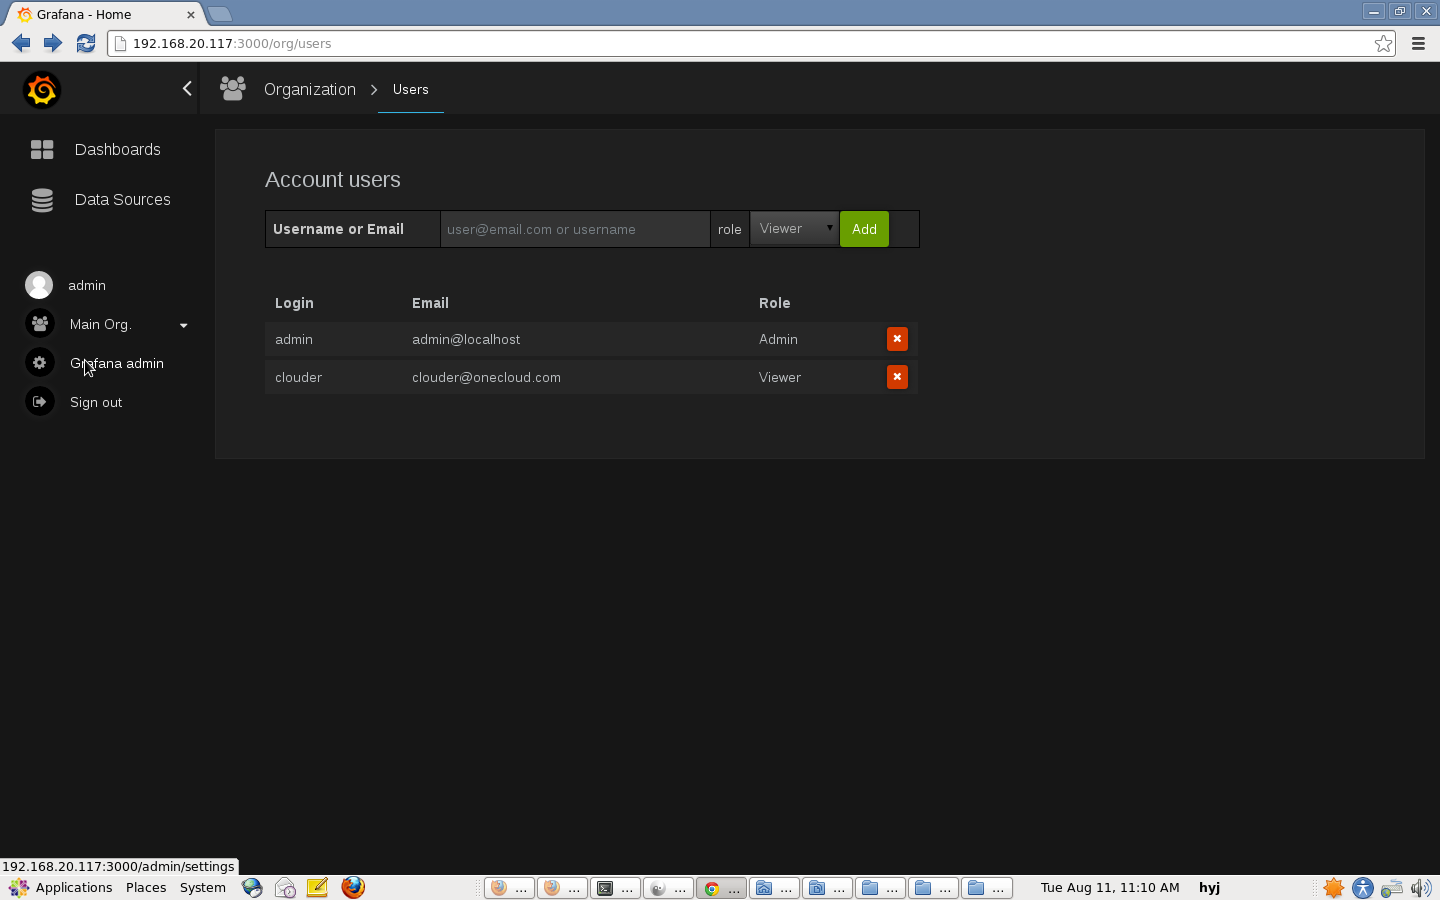 Grafana - Home
192.168.20.117:3000/org/users
Organization
Users
Dashboards
Data Sources
admin
Main Org.
Grafana admin
Sign out
Account users
Username or Email
user@email.com or username
role
Viewer
Add
Login Email Role
admin admin@localhost Admin
clouder clouder@onecloud.com Viewer
192.168.20.117:3000/admin/settings
Applications Places System
... ... ... ... ... ... ... ... ... ...
Tue Aug 11, 11:10 AM
hyj